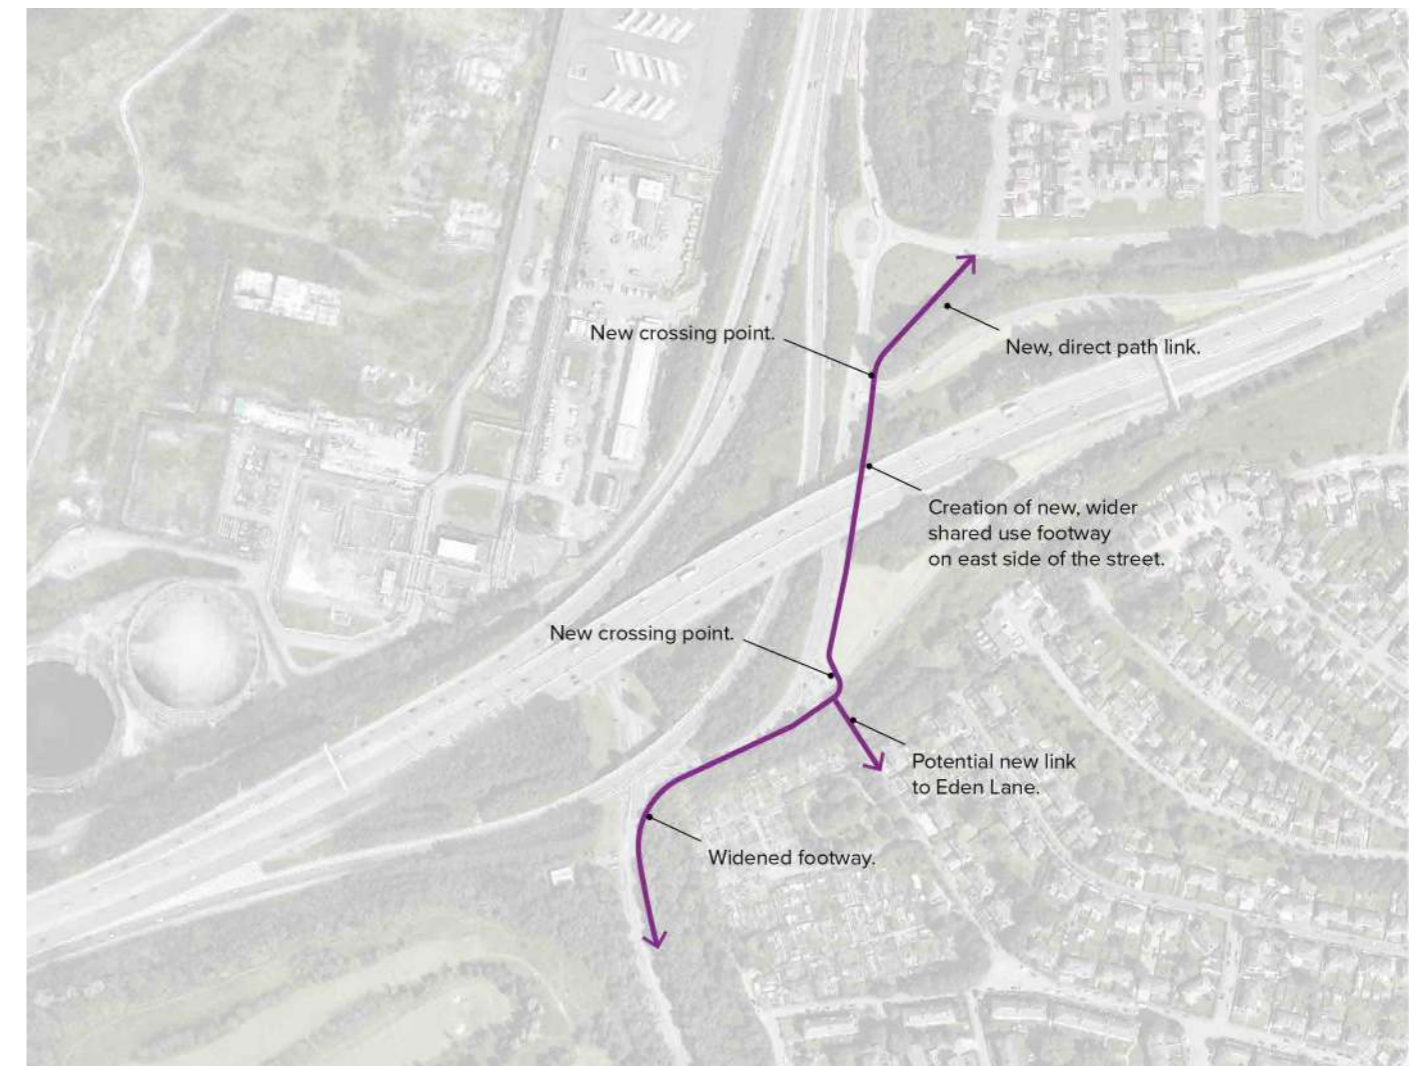 New crossing point.
New, direct path link.
Creation of new, wider
shared use footway
on east side of the street.
New crossing point.
Potential new link
to Eden Lane.
Widened footway.